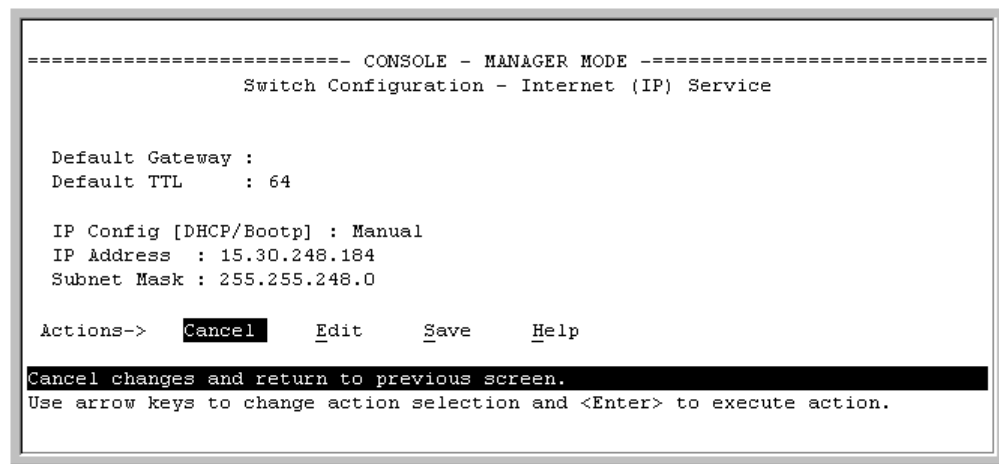 ===========================- CONSOLE - MANAGER MODE -============================
Switch Configuration - Internet (IP) Service
Default Gateway :
Default TTL     : 64
IP Config [DHCP/Bootp] : Manual
IP Address  : 15.30.248.184
Subnet Mask : 255.255.248.0
Actions->   Cancel     Edit     Save     Help
Cancel changes and return to previous screen.
Use arrow keys to change action selection and <Enter> to execute action.